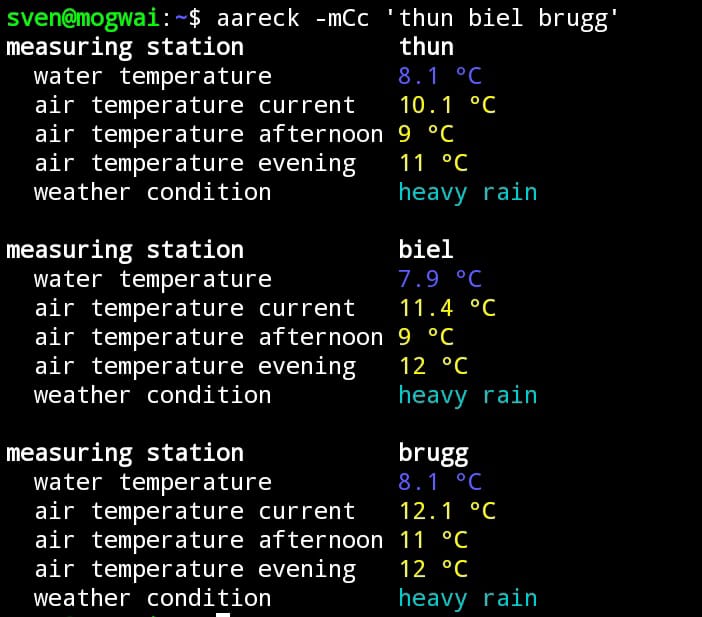 sven@mogwai:~$ aareck -mCc 'thun biel brugg'
measuring station thun
water temperature 8.1 °C
air temperature current 10.1 °C
air temperature afternoon 9 °C
air temperature evening 11 °C
weather condition heavy rain
measuring station biel
water temperature 7.9 °C
air temperature current 11.4 °C
air temperature afternoon 9 °C
air temperature evening 12 °C
weather condition heavy rain
measuring station brugg
water temperature 8.1 °C
air temperature current 12.1 °C
air temperature afternoon 11 °C
air temperature evening 12 °C
weather condition heavy rain